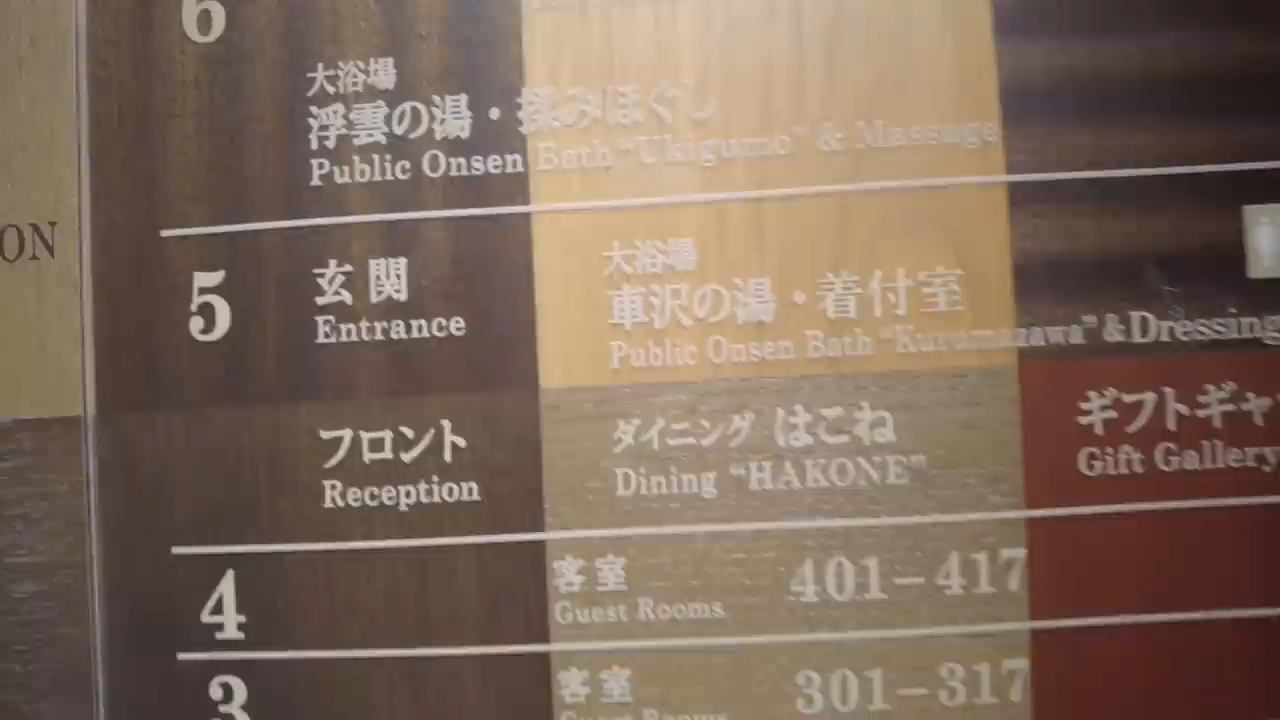 6
大浴場
浮雲の湯・揉みほぐし
Public Onsen Bath “Ukigumo” & Massage
ON
5
玄関
Entrance
大浴場
車沢の湯・着付室
Public Onsen Bath “Kurumazawa” & Dressing
フロント
Reception
ダイニング はこね
Dining “HAKONE”
ギフトギャ
Gift Gallery
4
客室
Guest Rooms
401–417
3
客室
Guest Rooms
301–317